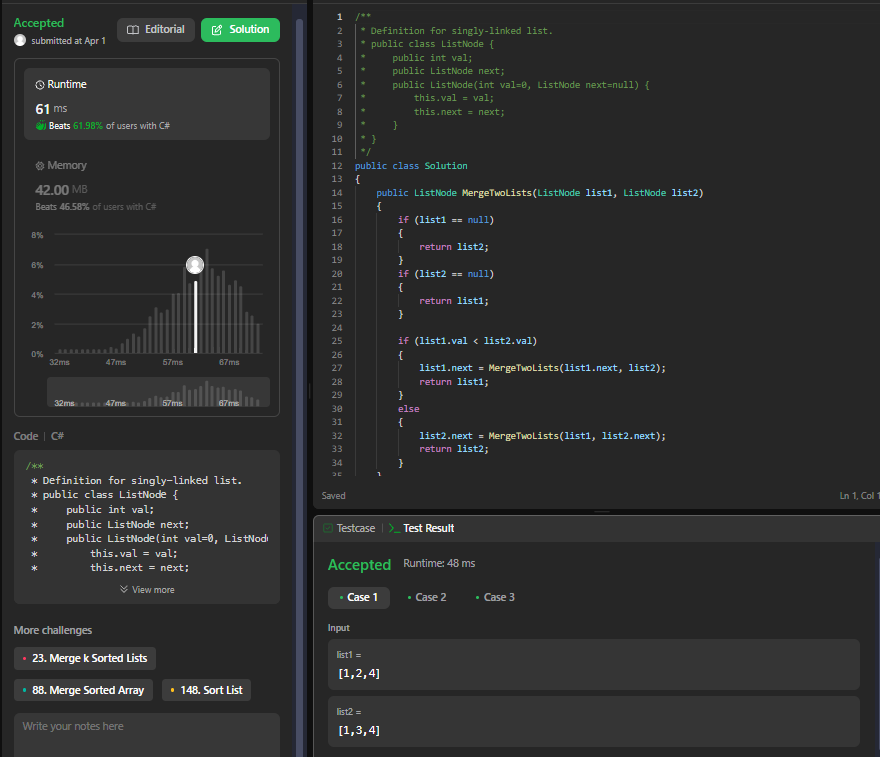 Accepted
submitted at Apr 1
Editorial
Solution
Runtime
61 ms
Beats 61.98% of users with C#
Memory
42.00 MB
Beats 46.58% of users with C#
8%
6%
4%
2%
0%
32ms 47ms 57ms 67ms
32ms 47ms 57ms 67ms
Code | C#
/**
* Definition for singly-linked list.
* public class ListNode {
* public int val;
* public ListNode next;
* public ListNode(int val=0, ListNod
* this.val = val;
* this.next = next;
View more
More challenges
23. Merge k Sorted Lists
88. Merge Sorted Array
148. Sort List
Write your notes here
1 /**
2 * Definition for singly-linked list.
3 * public class ListNode {
4 * public int val;
5 * public ListNode next;
6 * public ListNode(int val=0, ListNode next=null) {
7 * this.val = val;
8 * this.next = next;
9 * }
10 * }
11 */
12 public class Solution
13 {
14 public ListNode MergeTwoLists(ListNode list1, ListNode list2)
15 {
16 if (list1 == null)
17 {
18 return list2;
19 }
20 if (list2 == null)
21 {
22 return list1;
23 }
24
25 if (list1.val < list2.val)
26 {
27 list1.next = MergeTwoLists(list1.next, list2);
28 return list1;
29 }
30 else
31 {
32 list2.next = MergeTwoLists(list1, list2.next);
33 return list2;
34 }
35 }
Saved
Ln 1, Col 1
Testcase | >_ Test Result
Accepted Runtime: 48 ms
• Case 1 • Case 2 • Case 3
Input
list1 =
[1,2,4]
list2 =
[1,3,4]